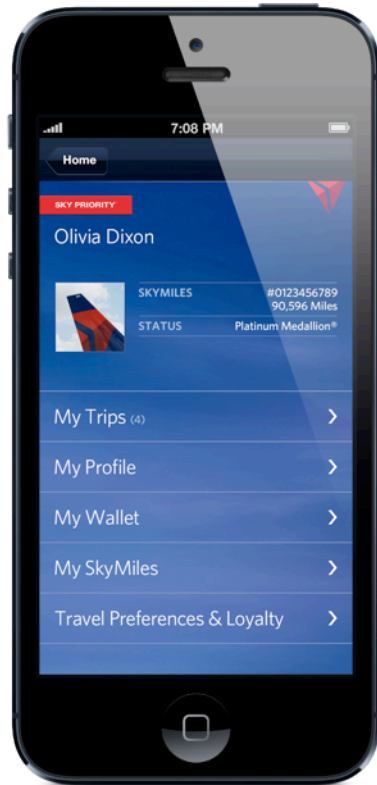 7:08 PM
Home
SKY PRIORITY™
Olivia Dixon
SKYMILES #0123456789
90,596 Miles
STATUS Platinum Medallion®
My Trips (4)
My Profile
My Wallet
My SkyMiles
Travel Preferences & Loyalty